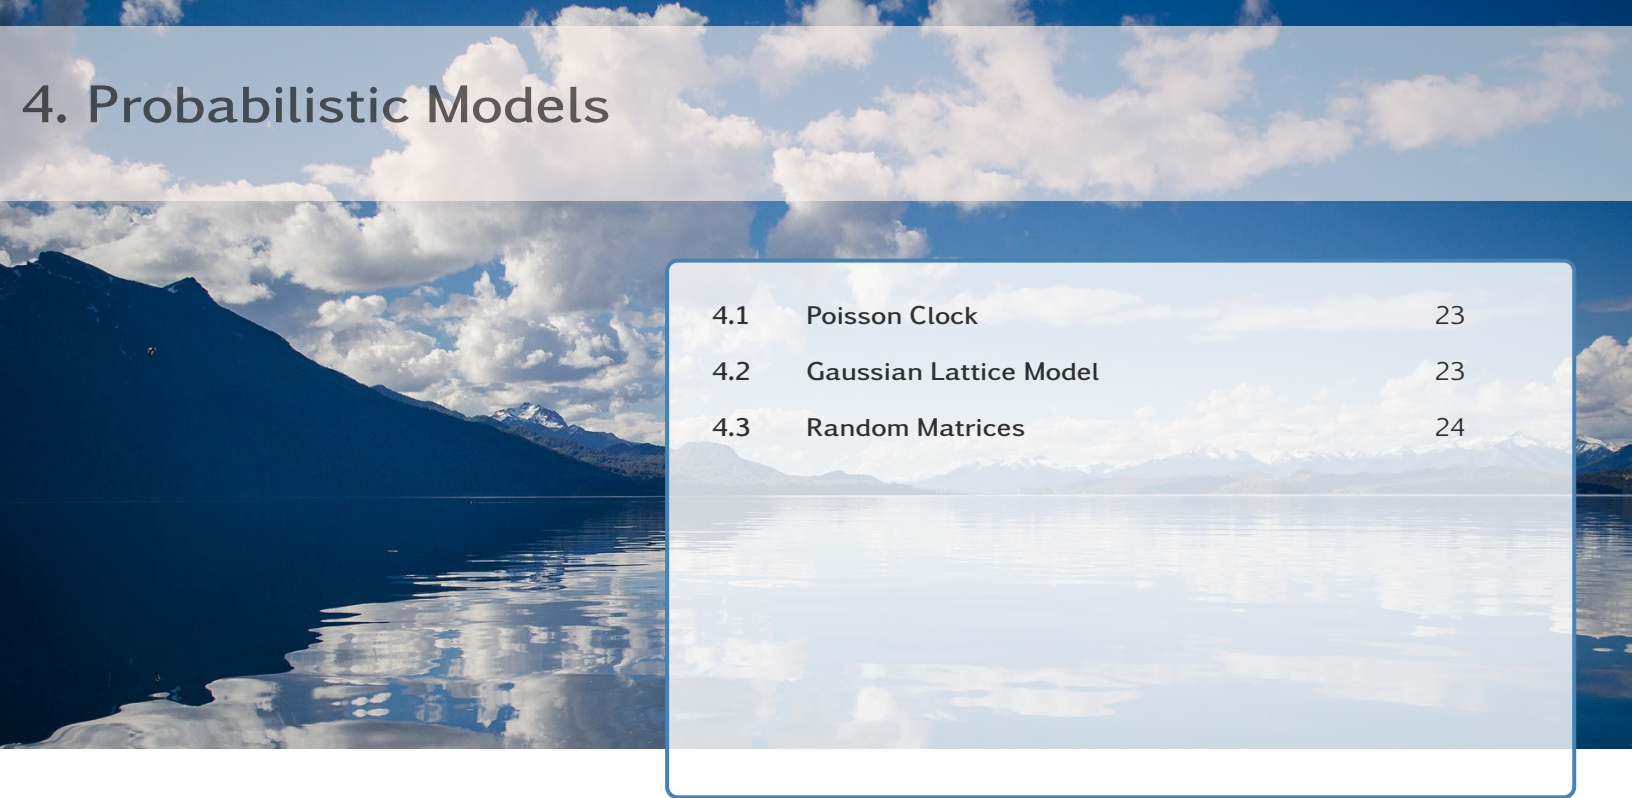 4. Probabilistic Models
4.1 Poisson Clock 23
4.2 Gaussian Lattice Model 23
4.3 Random Matrices 24